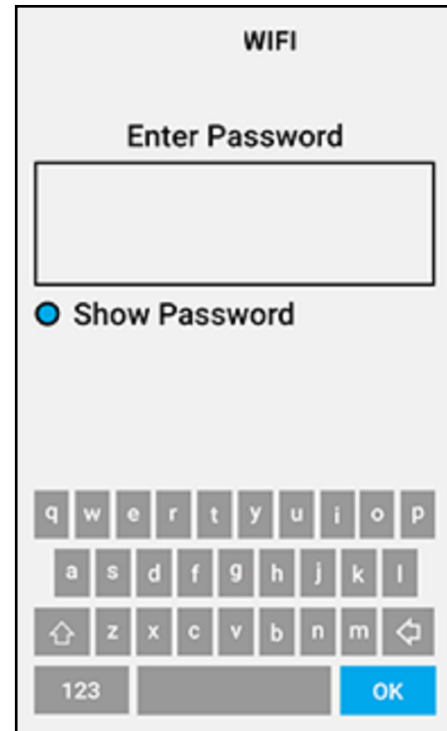 WIFI
Enter Password
Show Password
q w e r t y u i o p
a s d f g h j k l
z x c v b n m
123 OK